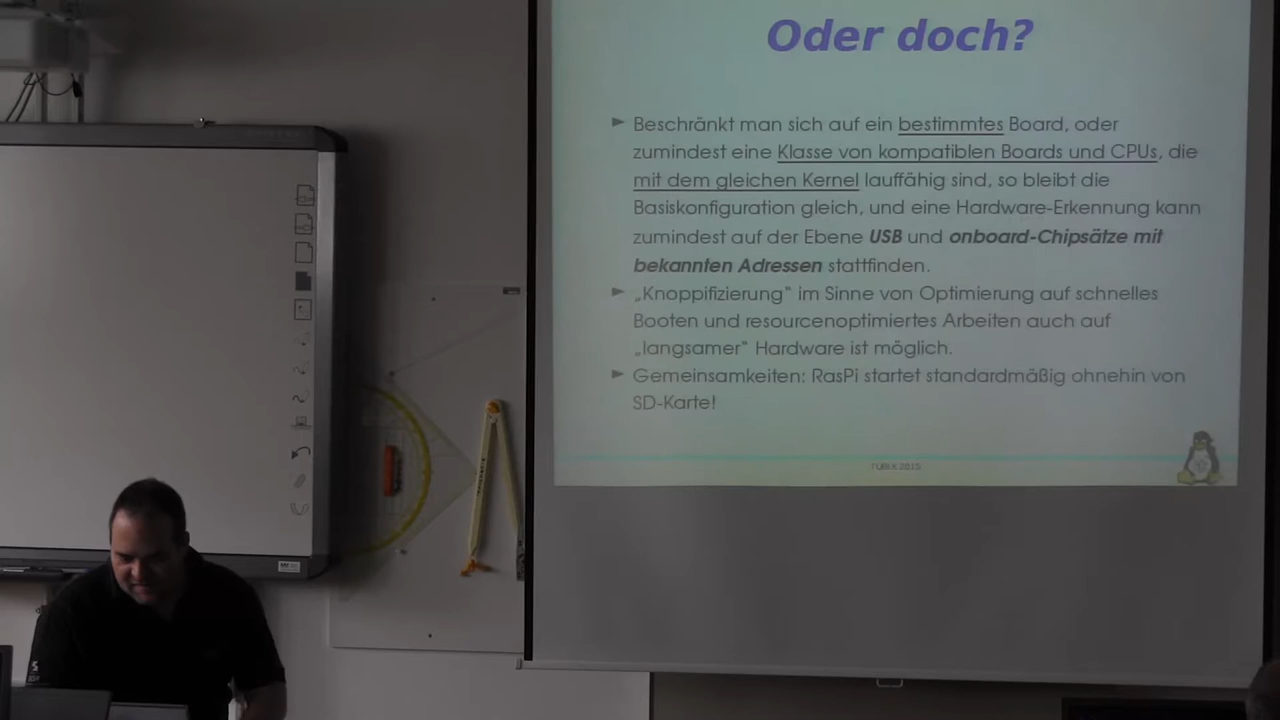 Oder doch?
► Beschränkt man sich auf ein bestimmtes Board, oder
zumindest eine Klasse von kompatiblen Boards und CPUs, die
mit dem gleichen Kernel lauffähig sind, so bleibt die
Basiskonfiguration gleich, und eine Hardware-Erkennung kann
zumindest auf der Ebene USB und onboard-Chipsätze mit
bekannten Adressen stattfinden.
► „Knoppifizierung“ im Sinne von Optimierung auf schnelles
Booten und resourcenoptimiertes Arbeiten auch auf
„langsamer“ Hardware ist möglich.
► Gemeinsamkeiten: RasPi startet standardmäßig ohnehin von
SD-Karte!
2015